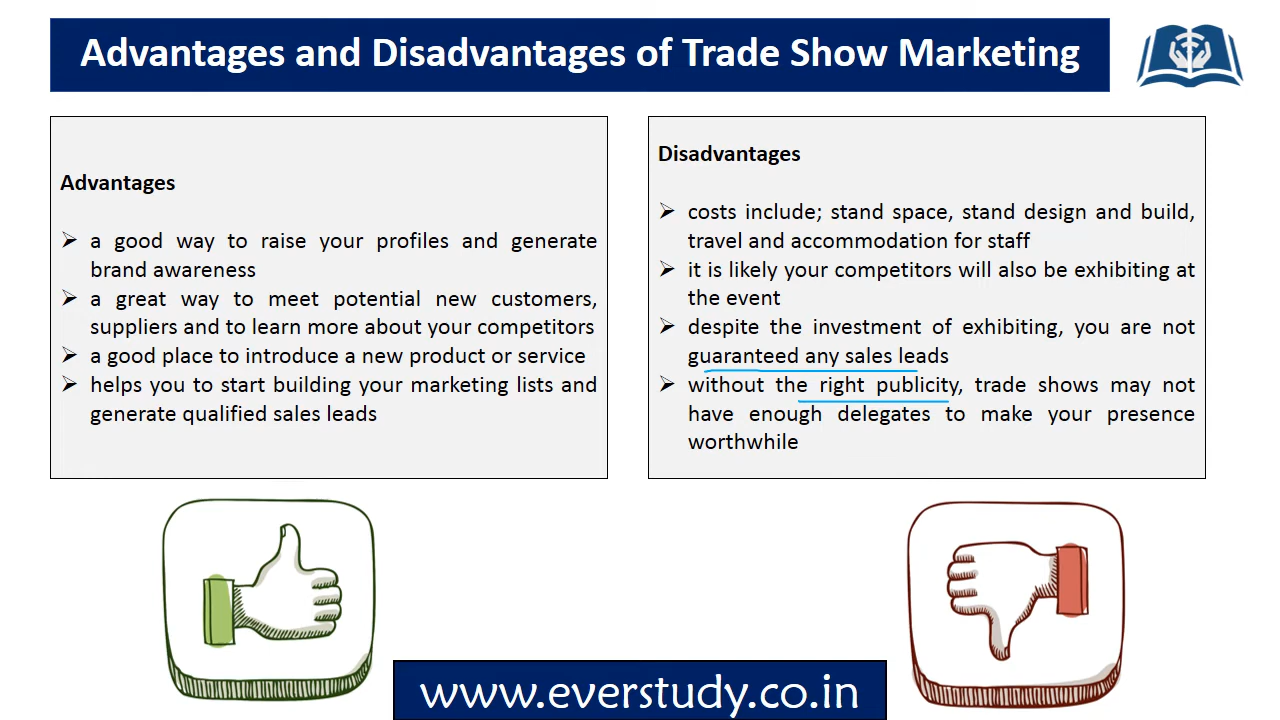 Advantages and Disadvantages of Trade Show Marketing
Advantages
➢ a good way to raise your profiles and generate
brand awareness
➢ a great way to meet potential new customers,
suppliers and to learn more about your competitors
➢ a good place to introduce a new product or service
➢ helps you to start building your marketing lists and
generate qualified sales leads
Disadvantages
➢ costs include; stand space, stand design and build,
travel and accommodation for staff
➢ it is likely your competitors will also be exhibiting at
the event
➢ despite the investment of exhibiting, you are not
guaranteed any sales leads
➢ without the right publicity, trade shows may not
have enough delegates to make your presence
worthwhile
www.everstudy.co.in